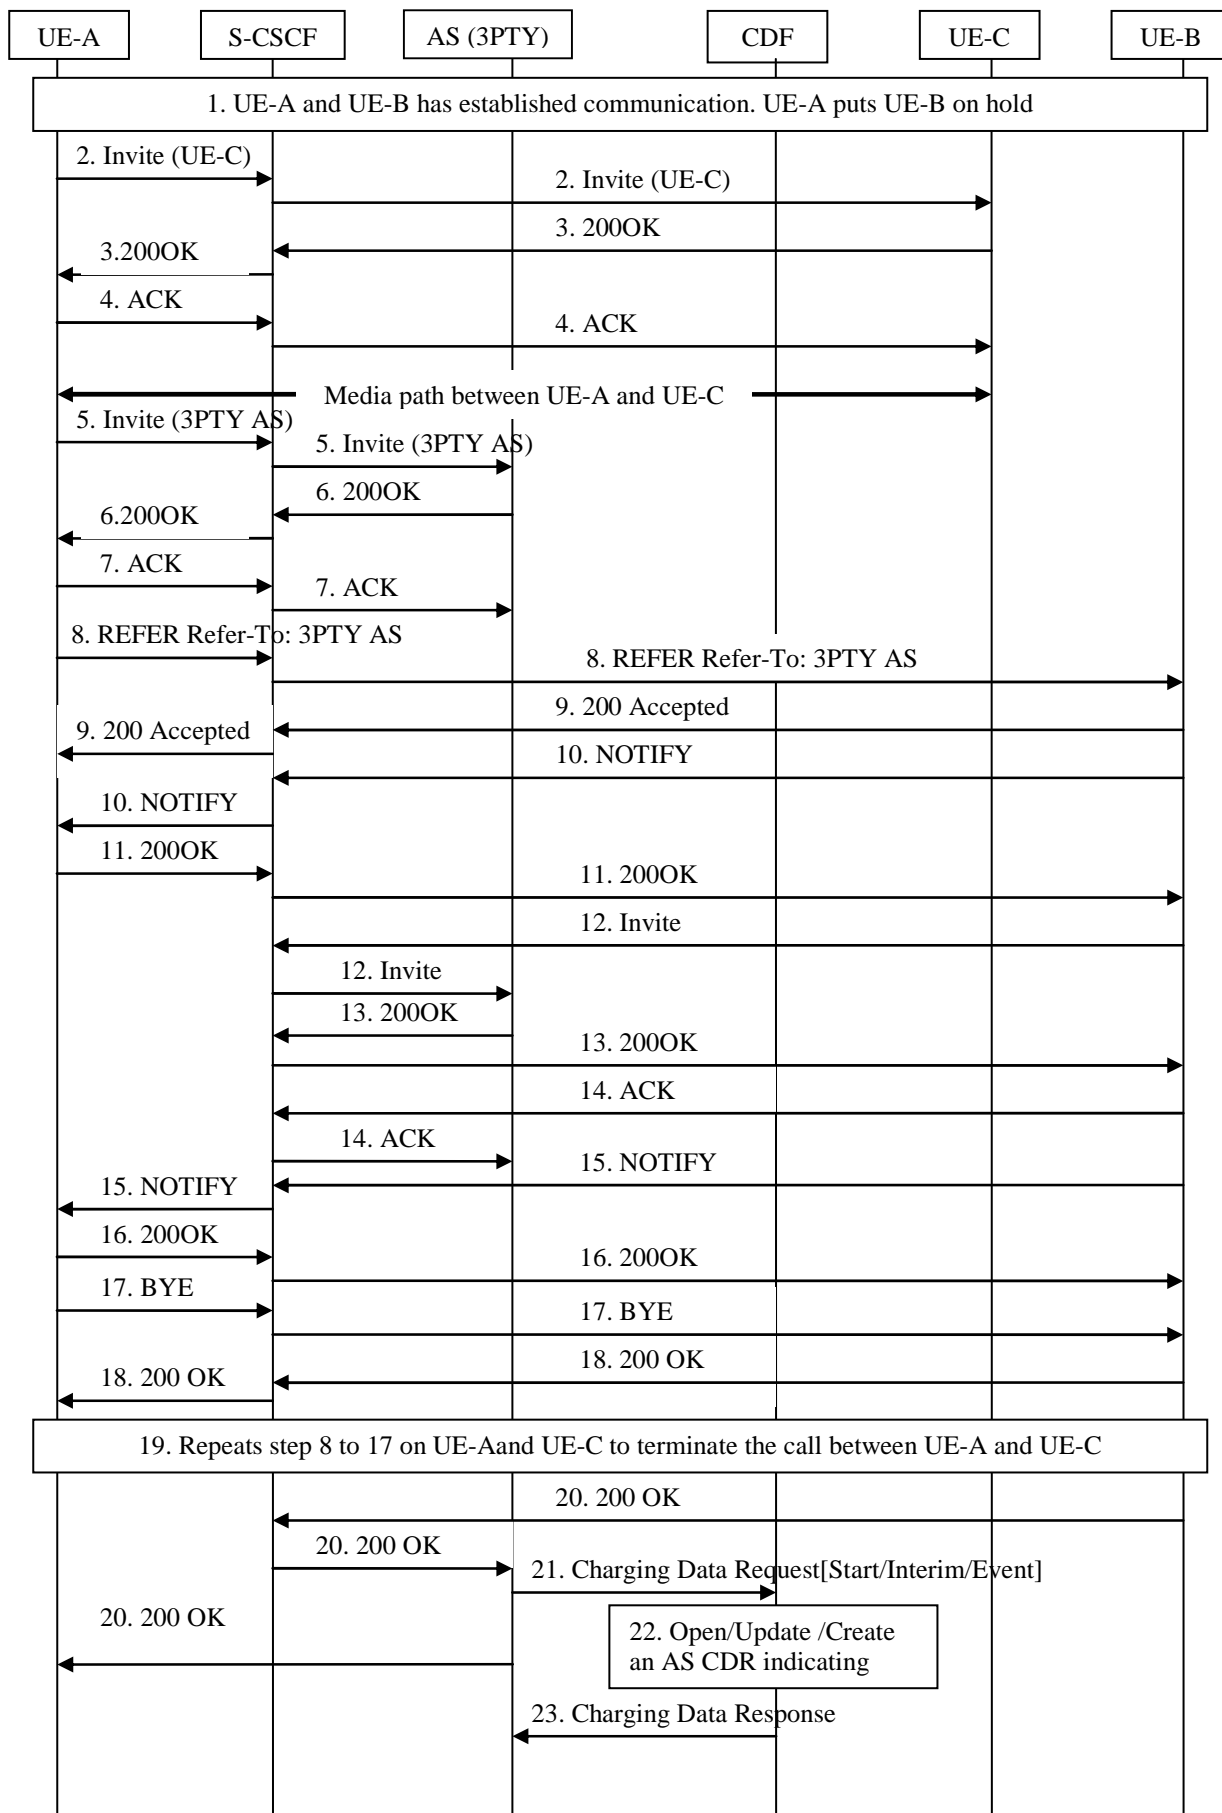 UE-A
S-CSCF
AS (3PTY)
CDF
UE-C
UE-B
1. UE-A and UE-B has established communication. UE-A puts UE-B on hold
2. Invite (UE-C)
2. Invite (UE-C)
3. 200OK
3.200OK
4. ACK
4. ACK
Media path between UE-A and UE-C
5. Invite (3PTY AS)
5. Invite (3PTY AS)
6. 200OK
6.200OK
7. ACK
7. ACK
8. REFER Refer-To: 3PTY AS
8. REFER Refer-To: 3PTY AS
9. 200 Accepted
9. 200 Accepted
10. NOTIFY
10. NOTIFY
11. 200OK
11. 200OK
12. Invite
12. Invite
13. 200OK
13. 200OK
14. ACK
14. ACK
15. NOTIFY
15. NOTIFY
16. 200OK
16. 200OK
17. BYE
17. BYE
18. 200 OK
18. 200 OK
19. Repeats step 8 to 17 on UE-Aand UE-C to terminate the call between UE-A and UE-C
20. 200 OK
20. 200 OK
21. Charging Data Request[Start/Interim/Event]
20. 200 OK
22. Open/Update /Create
an AS CDR indicating
23. Charging Data Response